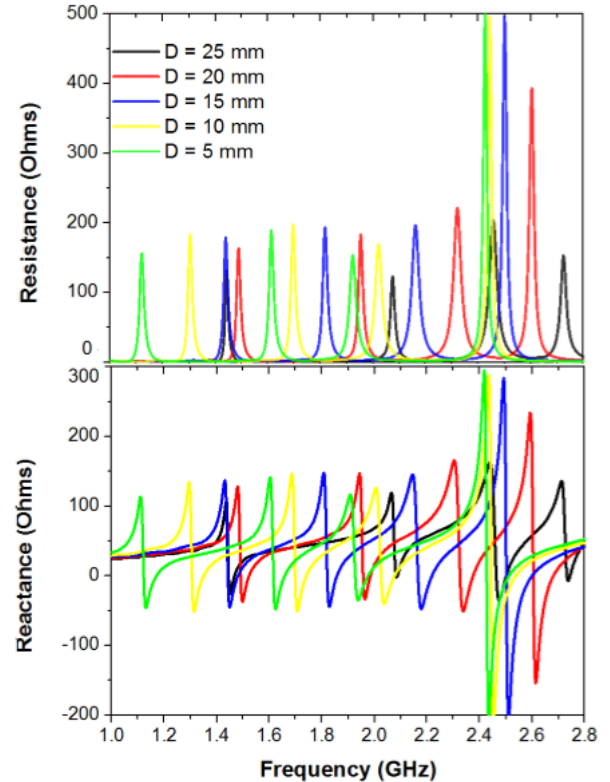 500
400
300
200
100
0
Resistance (Ohms)
D = 25 mm
D = 20 mm
D = 15 mm
D = 10 mm
D = 5 mm
300
200
100
0
-100
-200
Reactance (Ohms)
1.0 1.2 1.4 1.6 1.8 2.0 2.2 2.4 2.6 2.8
Frequency (GHz)